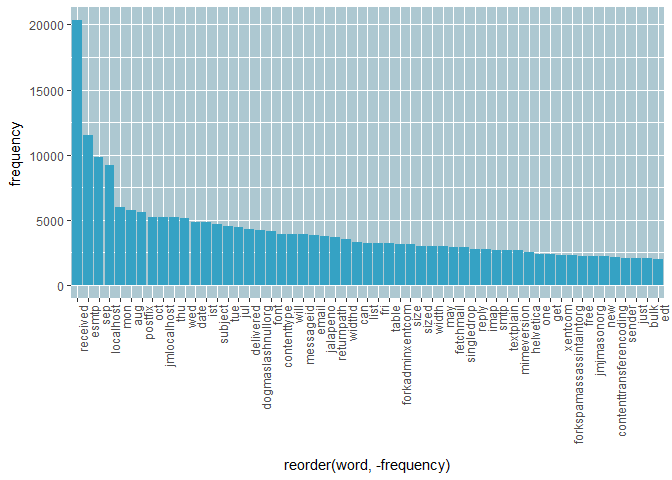 20000
15000
10000
5000
0
frequency
received
esmtp
sep
localhost
mon
aug
postfix
oct
jmlocalhost
thu
wed
date
ist
subject
tue
jul
delivered
dogmaslashnullorg
font
contenttype
will
messageid
email
jalapeno
returnpath
widthd
can
list
fri
table
forkadminxentcom
size
sized
width
may
fetchmail
singledrop
reply
imap
smtp
textplain
mimeversion
helvetica
one
get
xentcom
forkspamassassintaintorg
free
jmjmasonorg
new
contenttransferencoding
sender
just
bulk
edt
reorder(word, -frequency)